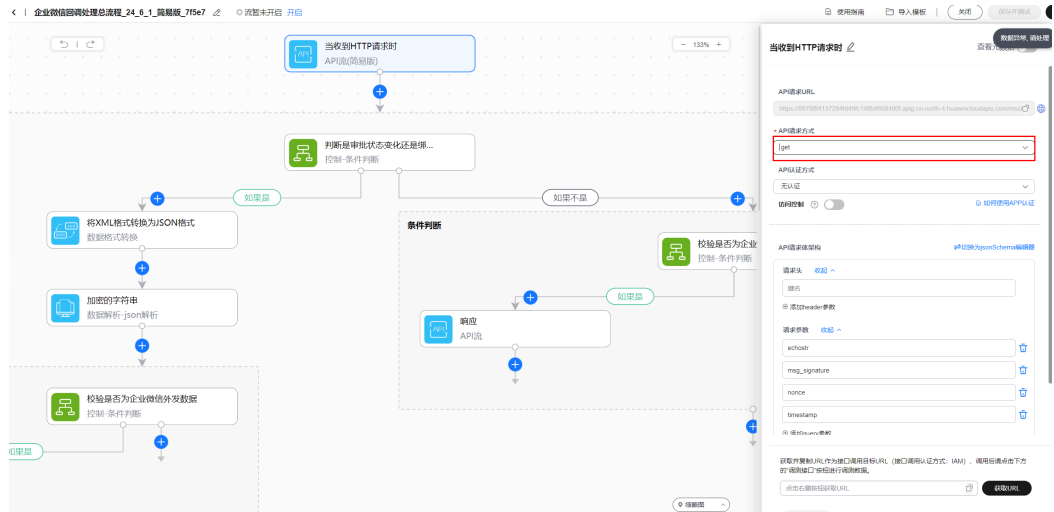 企业微信回调处理总流程_24_6_1_简易版_7f5e7
流暂未开启 开启
使用指南
导入模板
关闭
保存并测试
数据异常, 请处理
133%
当收到HTTP请求时
API流(简易版)
判断是审批状态变化还是绑...
控制-条件判断
如果是
如果不是
将XML格式转换为JSON格式
数据格式转换
加密的字符串
数据解析-json解析
校验是否为企业微信外发数据
控制-条件判断
如果是
条件判断
校验是否为企业
控制-条件判断
如果是
响应
API流
缩略图
当收到HTTP请求时
API请求URL
* API请求方式
get
API认证方式
无认证
访问控制
如何使用APP认证
API请求体架构
切换为jsonSchema编辑器
请求头 收起
键名
添加header参数
请求参数 收起
echostr
msg_signature
nonce
timestamp
添加query参数
获取并复制URL作为接口调用目标URL（接口调用认证方式：IAM），调用后请点击下方
的"调测接口"按钮进行调测数据。
点击右侧按钮获取URL
获取URL